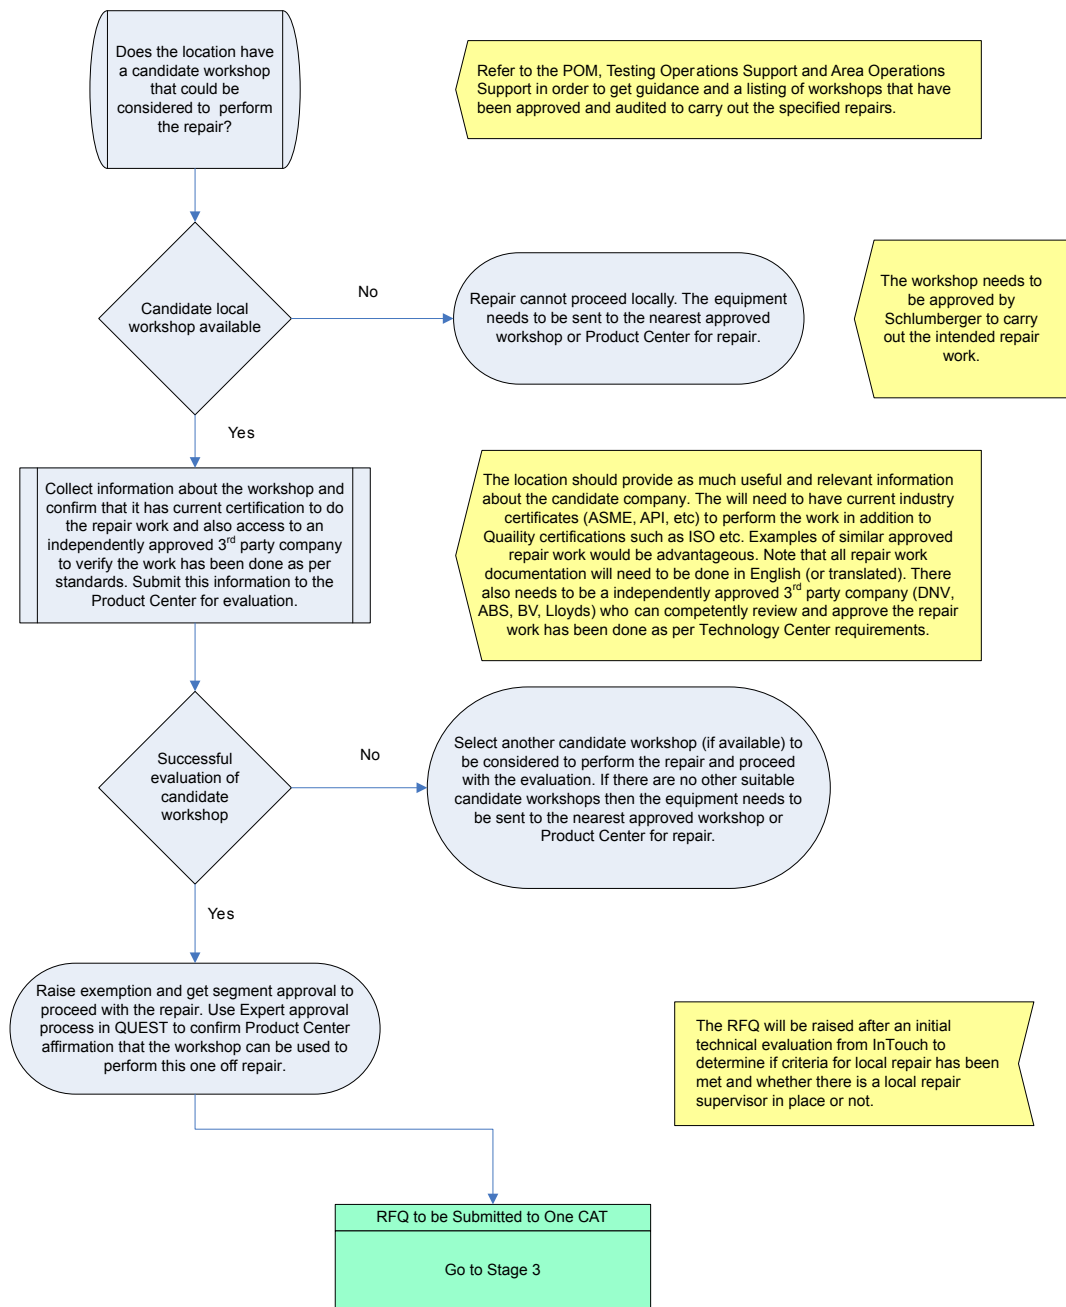 Does the location have
a candidate workshop
that could be
considered to perform
the repair?
Refer to the POM, Testing Operations Support and Area Operations
Support in order to get guidance and a listing of workshops that have
been approved and audited to carry out the specified repairs.
Candidate local
workshop available
No
Repair cannot proceed locally. The equipment
needs to be sent to the nearest approved
workshop or Product Center for repair.
The workshop needs to
be approved by
Schlumberger to carry
out the intended repair
work.
Yes
Collect information about the workshop and
confirm that it has current certification to do
the repair work and also access to an
independently approved 3rd party company
to verify the work has been done as per
standards. Submit this information to the
Product Center for evaluation.
The location should provide as much useful and relevant information
about the candidate company. The will need to have current industry
certificates (ASME, API, etc) to perform the work in addition to
Quaility certifications such as ISO etc. Examples of similar approved
repair work would be advantageous. Note that all repair work
documentation will need to be done in English (or translated). There
also needs to be a independently approved 3rd party company (DNV,
ABS, BV, Lloyds) who can competently review and approve the repair
work has been done as per Technology Center requirements.
Successful
evaluation of
candidate
workshop
No
Select another candidate workshop (if available) to
be considered to perform the repair and proceed
with the evaluation. If there are no other suitable
candidate workshops then the equipment needs to
be sent to the nearest approved workshop or
Product Center for repair.
Yes
Raise exemption and get segment approval to
proceed with the repair. Use Expert approval
process in QUEST to confirm Product Center
affirmation that the workshop can be used to
perform this one off repair.
The RFQ will be raised after an initial
technical evaluation from InTouch to
determine if criteria for local repair has been
met and whether there is a local repair
supervisor in place or not.
RFQ to be Submitted to One CAT
Go to Stage 3